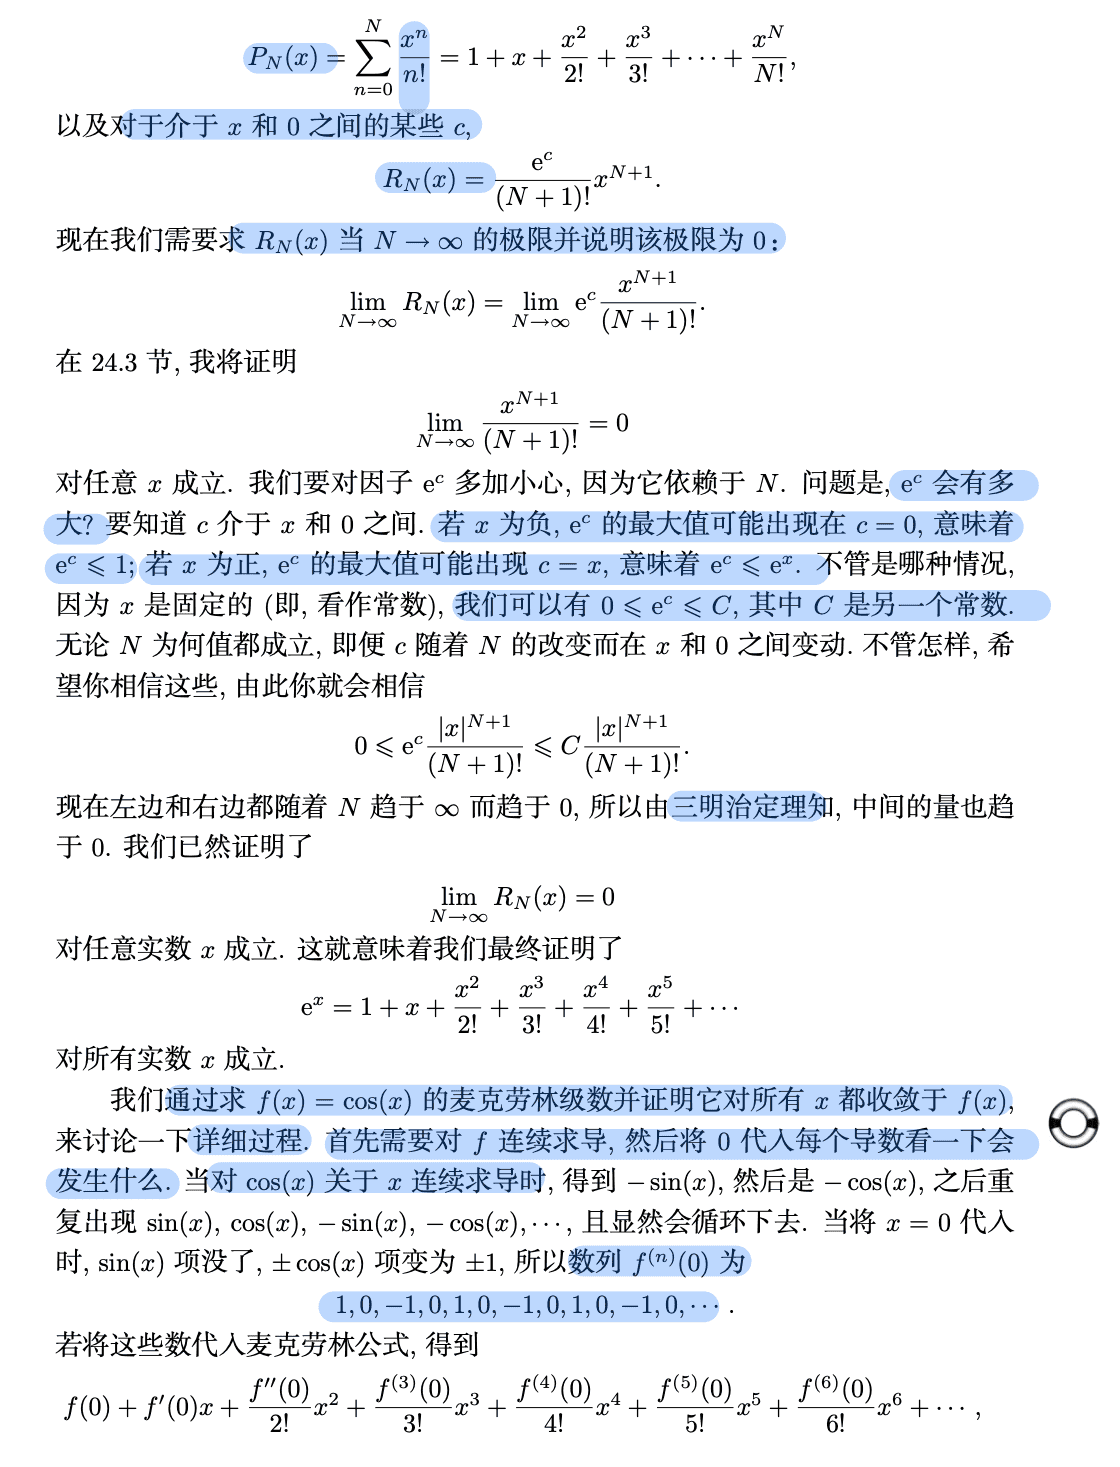 $P_N(x) = \sum_{n=0}^{N} \frac{x^n}{n!} = 1 + x + \frac{x^2}{2!} + \frac{x^3}{3!} + \cdots + \frac{x^N}{N!},$
以及对于介于 $x$ 和 0 之间的某些 $c$,
$R_N(x) = \frac{\mathrm{e}^c}{(N+1)!} x^{N+1}.$
现在我们需要求 $R_N(x)$ 当 $N \to \infty$ 的极限并说明该极限为 0:
$\lim_{N \to \infty} R_N(x) = \lim_{N \to \infty} \mathrm{e}^c \frac{x^{N+1}}{(N+1)!}.$
在 24.3 节, 我将证明
$\lim_{N \to \infty} \frac{x^{N+1}}{(N+1)!} = 0$
对任意 $x$ 成立. 我们要对因子 $\mathrm{e}^c$ 多加小心, 因为它依赖于 $N$. 问题是, $\mathrm{e}^c$ 会有多
大? 要知道 $c$ 介于 $x$ 和 0 之间. 若 $x$ 为负, $\mathrm{e}^c$ 的最大值可能出现在 $c = 0$, 意味着
$\mathrm{e}^c \leqslant 1$; 若 $x$ 为正, $\mathrm{e}^c$ 的最大值可能出现 $c = x$, 意味着 $\mathrm{e}^c \leqslant \mathrm{e}^x$. 不管是哪种情况,
因为 $x$ 是固定的 (即, 看作常数), 我们可以有 $0 \leqslant \mathrm{e}^c \leqslant C$, 其中 $C$ 是另一个常数.
无论 $N$ 为何值都成立, 即便 $c$ 随着 $N$ 的改变而在 $x$ 和 0 之间变动. 不管怎样, 希
望你相信这些, 由此你就会相信
$0 \leqslant \mathrm{e}^c \frac{|x|^{N+1}}{(N+1)!} \leqslant C \frac{|x|^{N+1}}{(N+1)!}.$
现在左边和右边都随着 $N$ 趋于 $\infty$ 而趋于 0, 所以由三明治定理知, 中间的量也趋
于 0. 我们已然证明了
$\lim_{N \to \infty} R_N(x) = 0$
对任意实数 $x$ 成立. 这就意味着我们最终证明了
$\mathrm{e}^x = 1 + x + \frac{x^2}{2!} + \frac{x^3}{3!} + \frac{x^4}{4!} + \frac{x^5}{5!} + \cdots$
对所有实数 $x$ 成立.
我们通过求 $f(x) = \cos(x)$ 的麦克劳林级数并证明它对所有 $x$ 都收敛于 $f(x)$,
来讨论一下详细过程. 首先需要对 $f$ 连续求导, 然后将 0 代入每个导数看一下会
发生什么. 当对 $\cos(x)$ 关于 $x$ 连续求导时, 得到 $-\sin(x)$, 然后是 $-\cos(x)$, 之后重
复出现 $\sin(x), \cos(x), -\sin(x), -\cos(x), \cdots$, 且显然会循环下去. 当将 $x = 0$ 代入
时, $\sin(x)$ 项没了, $\pm\cos(x)$ 项变为 $\pm 1$, 所以数列 $f^{(n)}(0)$ 为
$1, 0, -1, 0, 1, 0, -1, 0, 1, 0, -1, 0, \cdots .$
若将这些数代入麦克劳林公式, 得到
$f(0) + f'(0)x + \frac{f''(0)}{2!}x^2 + \frac{f^{(3)}(0)}{3!}x^3 + \frac{f^{(4)}(0)}{4!}x^4 + \frac{f^{(5)}(0)}{5!}x^5 + \frac{f^{(6)}(0)}{6!}x^6 + \cdots ,$